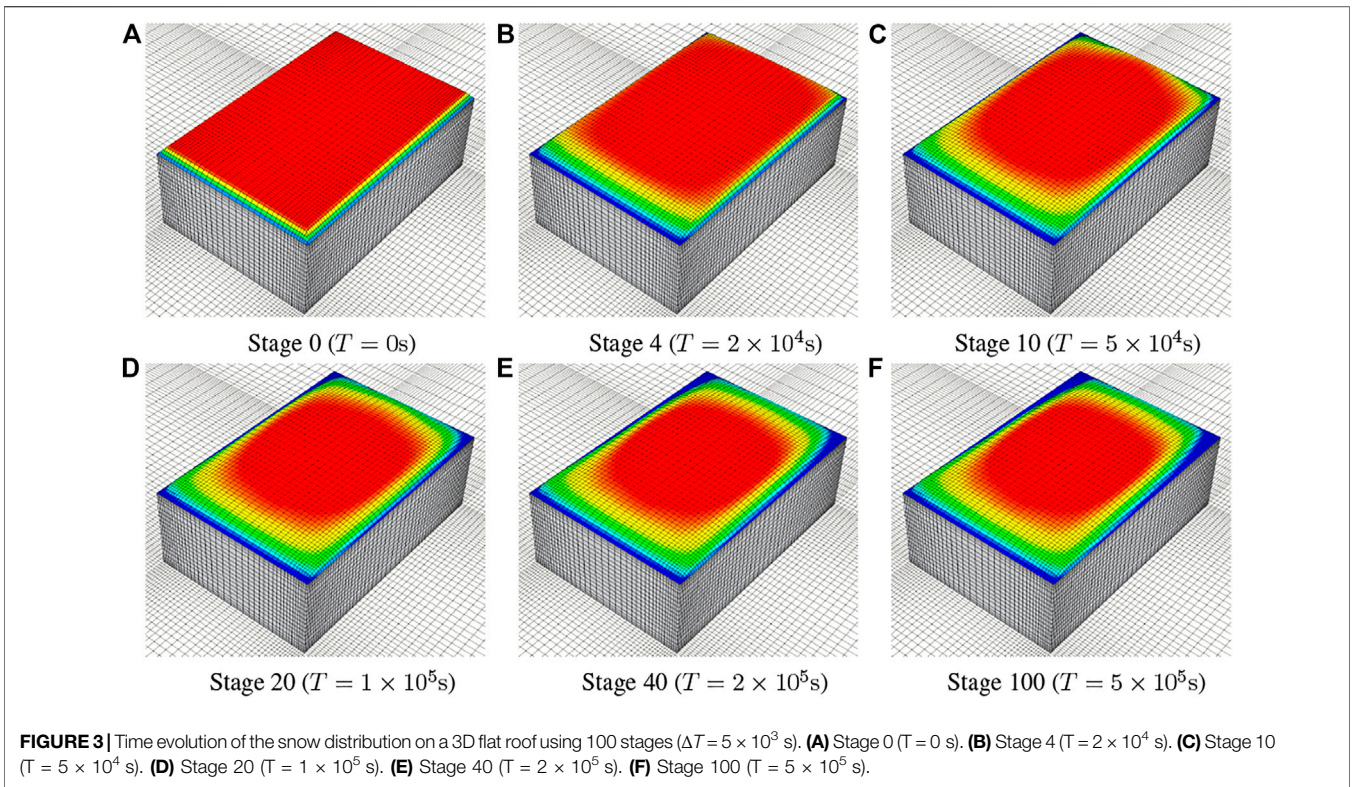 A
B
C
Stage 0 (T = 0s)
Stage 4 (T = 2 × 10⁴s)
Stage 10 (T = 5 × 10⁴s)
D
E
F
Stage 20 (T = 1 × 10⁵s)
Stage 40 (T = 2 × 10⁵s)
Stage 100 (T = 5 × 10⁵s)
FIGURE 3 | Time evolution of the snow distribution on a 3D flat roof using 100 stages (ΔT = 5 × 10³ s). (A) Stage 0 (T = 0 s). (B) Stage 4 (T = 2 × 10⁴ s). (C) Stage 10
(T = 5 × 10⁴ s). (D) Stage 20 (T = 1 × 10⁵ s). (E) Stage 40 (T = 2 × 10⁵ s). (F) Stage 100 (T = 5 × 10⁵ s).